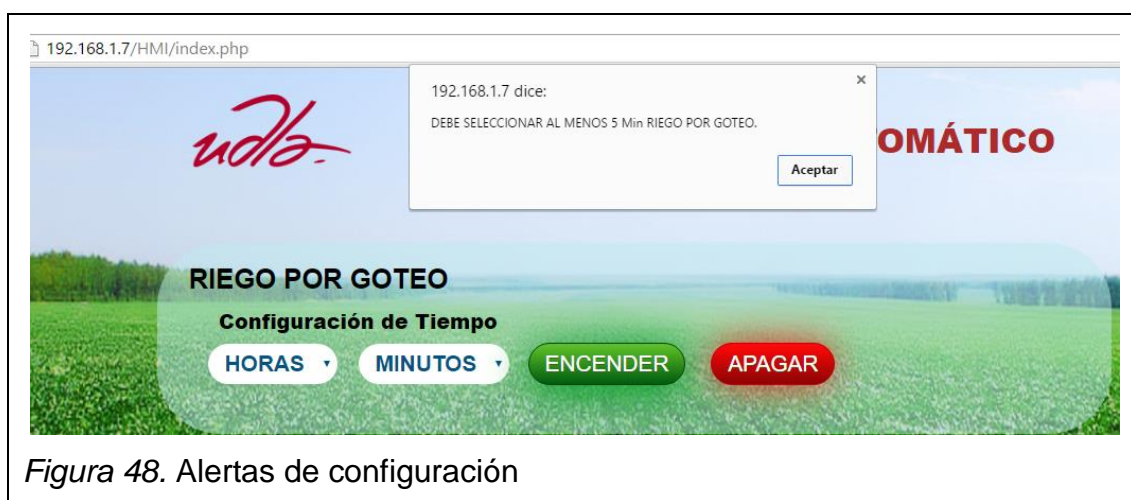 192.168.1.7/HMI/index.php
192.168.1.7 dice:
×
DEBE SELECCIONAR AL MENOS 5 Min RIEGO POR GOTEO.
Aceptar
udla.
OMÁTICO
RIEGO POR GOTEO
Configuración de Tiempo
HORAS MINUTOS ENCENDER APAGAR
Figura 48. Alertas de configuración